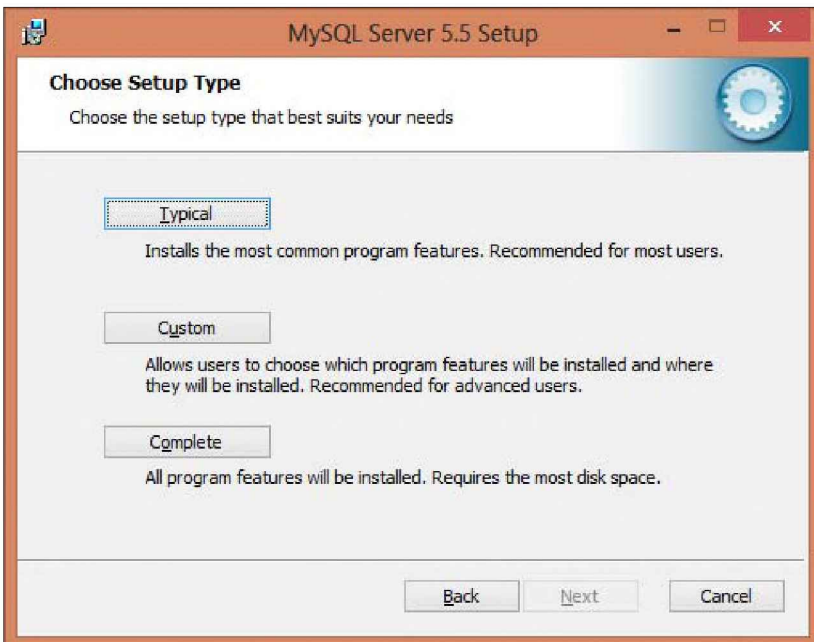 MySQL Server 5.5 Setup
Choose Setup Type
Choose the setup type that best suits your needs
Typical
Installs the most common program features. Recommended for most users.
Custom
Allows users to choose which program features will be installed and where
they will be installed. Recommended for advanced users.
Complete
All program features will be installed. Requires the most disk space.
Back Next Cancel